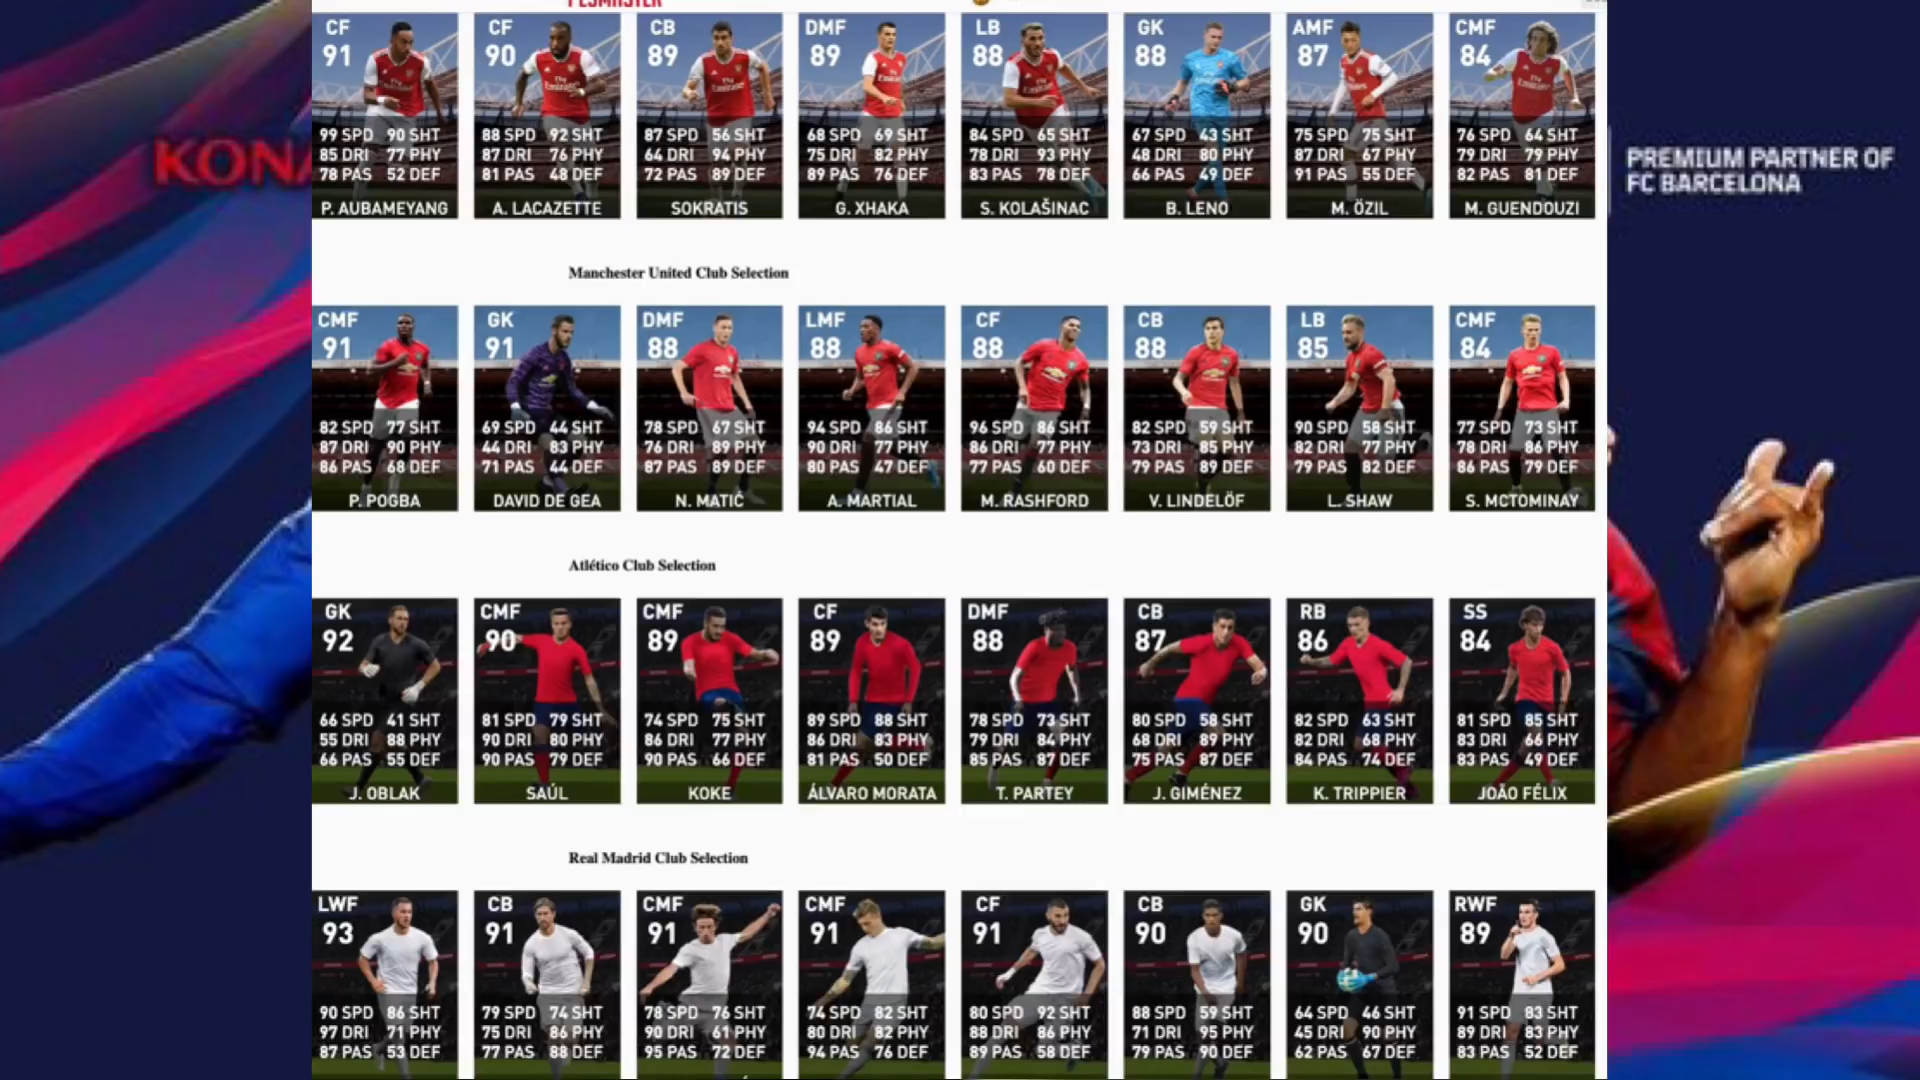 PESMASTER
CF CF CB DMF LB GK AMF CMF
91 90 89 89 88 88 87 84
99 SPD 90 SHT 88 SPD 92 SHT 87 SPD 56 SHT 68 SPD 69 SHT 84 SPD 65 SHT 67 SPD 43 SHT 75 SPD 75 SHT 76 SPD 64 SHT
85 DRI 77 PHY 87 DRI 76 PHY 64 DRI 94 PHY 75 DRI 82 PHY 78 DRI 93 PHY 48 DRI 80 PHY 87 DRI 67 PHY 79 DRI 79 PHY
78 PAS 52 DEF 81 PAS 48 DEF 72 PAS 89 DEF 89 PAS 76 DEF 83 PAS 78 DEF 66 PAS 49 DEF 91 PAS 55 DEF 82 PAS 81 DEF
P. AUBAMEYANG A. LACAZETTE SOKRATIS G. XHAKA S. KOLAŠINAC B. LENO M. ÖZIL M. GUENDOUZI
KONA
PREMIUM PARTNER OF
FC BARCELONA
Manchester United Club Selection
CMF GK DMF LMF CF CB LB CMF
91 91 88 88 88 88 85 84
82 SPD 77 SHT 69 SPD 44 SHT 78 SPD 67 SHT 94 SPD 86 SHT 96 SPD 86 SHT 82 SPD 59 SHT 90 SPD 58 SHT 77 SPD 73 SHT
87 DRI 90 PHY 44 DRI 83 PHY 76 DRI 89 PHY 90 DRI 77 PHY 86 DRI 77 PHY 73 DRI 85 PHY 82 DRI 77 PHY 78 DRI 86 PHY
86 PAS 68 DEF 71 PAS 44 DEF 87 PAS 89 DEF 80 PAS 47 DEF 77 PAS 60 DEF 79 PAS 89 DEF 79 PAS 82 DEF 86 PAS 79 DEF
P. POGBA DAVID DE GEA N. MATIĆ A. MARTIAL M. RASHFORD V. LINDELÖF L. SHAW S. MCTOMINAY
Atlético Club Selection
GK CMF CMF CF DMF CB RB SS
92 90 89 89 88 87 86 84
66 SPD 41 SHT 81 SPD 79 SHT 74 SPD 75 SHT 89 SPD 88 SHT 78 SPD 73 SHT 80 SPD 58 SHT 82 SPD 63 SHT 81 SPD 85 SHT
55 DRI 88 PHY 90 DRI 80 PHY 86 DRI 77 PHY 86 DRI 83 PHY 79 DRI 84 PHY 68 DRI 89 PHY 82 DRI 68 PHY 83 DRI 66 PHY
66 PAS 55 DEF 90 PAS 79 DEF 90 PAS 66 DEF 81 PAS 50 DEF 85 PAS 87 DEF 75 PAS 87 DEF 84 PAS 74 DEF 83 PAS 49 DEF
J. OBLAK SAÚL KOKE ÁLVARO MORATA T. PARTEY J. GIMÉNEZ K. TRIPPIER JOÃO FÉLIX
Real Madrid Club Selection
LWF CB CMF CMF CF CB GK RWF
93 91 91 91 91 90 90 89
90 SPD 86 SHT 79 SPD 74 SHT 78 SPD 76 SHT 74 SPD 82 SHT 80 SPD 92 SHT 88 SPD 59 SHT 64 SPD 46 SHT 91 SPD 83 SHT
97 DRI 71 PHY 75 DRI 86 PHY 90 DRI 61 PHY 80 DRI 82 PHY 88 DRI 86 PHY 71 DRI 95 PHY 45 DRI 90 PHY 89 DRI 83 PHY
87 PAS 53 DEF 77 PAS 88 DEF 95 PAS 72 DEF 94 PAS 76 DEF 89 PAS 58 DEF 79 PAS 90 DEF 62 PAS 67 DEF 83 PAS 52 DEF